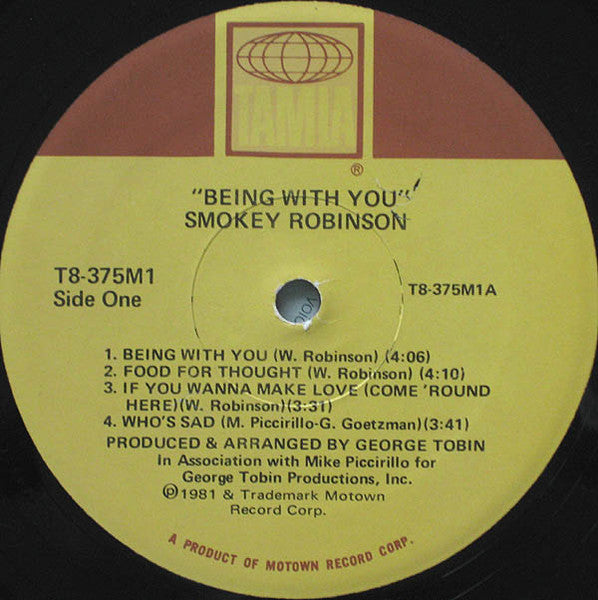 TAMLA
®
"BEING WITH YOU"
SMOKEY ROBINSON
T8-375M1
Side One
T8-375M1A
1. BEING WITH YOU (W. Robinson) (4:06)
2. FOOD FOR THOUGHT (W. Robinson) (4:10)
3. IF YOU WANNA MAKE LOVE (COME 'ROUND
HERE)(W. Robinson)(3:31)
4. WHO'S SAD (M. Piccirillo-G. Goetzman)(3:41)
PRODUCED & ARRANGED BY GEORGE TOBIN
In Association with Mike Piccirillo for
George Tobin Productions, Inc.
℗1981 & Trademark Motown
Record Corp.
A PRODUCT OF MOTOWN RECORD CORP.